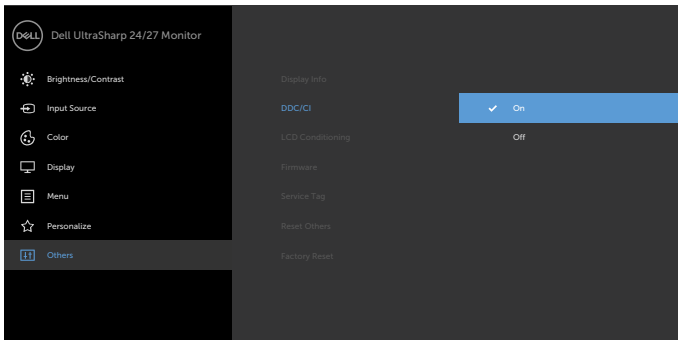 DELL Dell UltraSharp 24/27 Monitor
Brightness/Contrast
Input Source
Color
Display
Menu
Personalize
Others
Display Info
DDC/CI
LCD Conditioning
Firmware
Service Tag
Reset Others
Factory Reset
On
Off